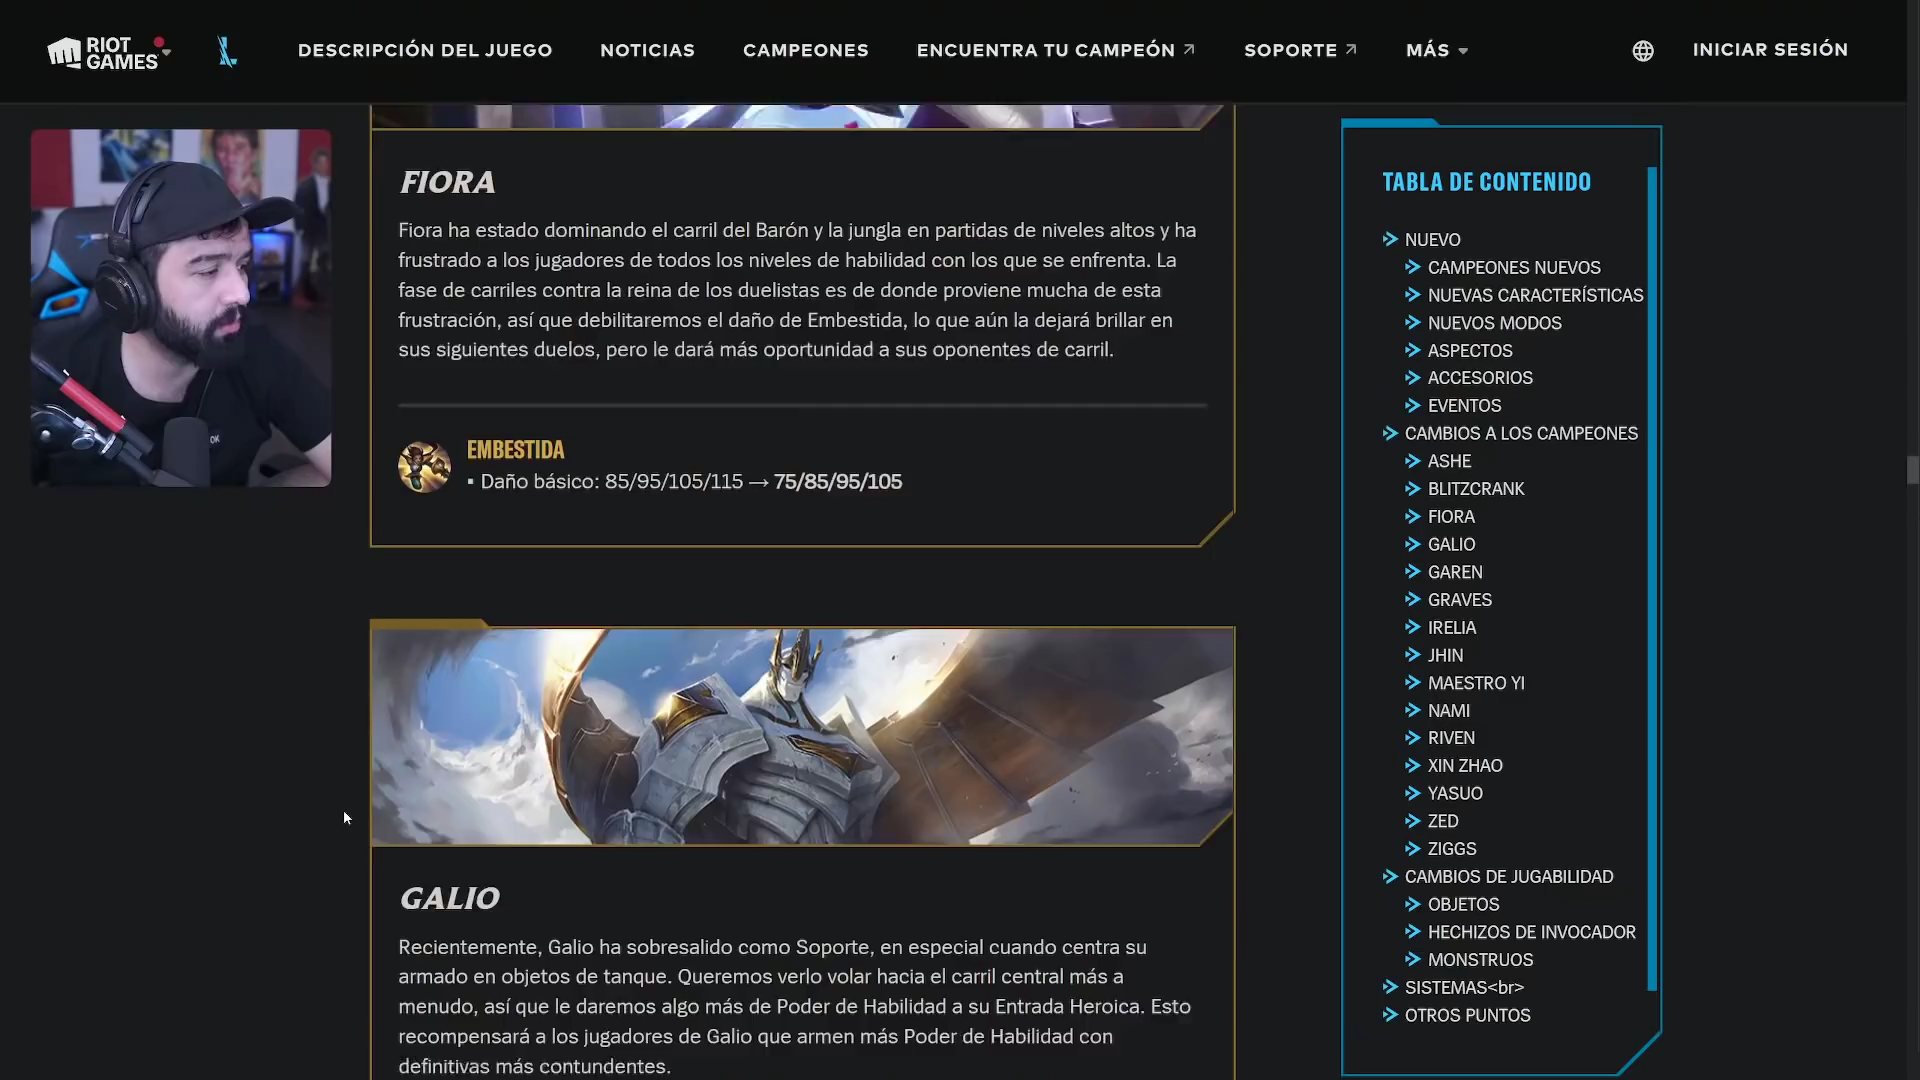 RIOT
GAMES
DESCRIPCIÓN DEL JUEGO
NOTICIAS
CAMPEONES
ENCUENTRA TU CAMPEÓN
SOPORTE
MÁS
INICIAR SESIÓN
FIORA
Fiora ha estado dominando el carril del Barón y la jungla en partidas de niveles altos y ha
frustrado a los jugadores de todos los niveles de habilidad con los que se enfrenta. La
fase de carriles contra la reina de los duelistas es de donde proviene mucha de esta
frustración, así que debilitaremos el daño de Embestida, lo que aún la dejará brillar en
sus siguientes duelos, pero le dará más oportunidad a sus oponentes de carril.
EMBESTIDA
▪ Daño básico: 85/95/105/115 → 75/85/95/105
GALIO
Recientemente, Galio ha sobresalido como Soporte, en especial cuando centra su
armado en objetos de tanque. Queremos verlo volar hacia el carril central más a
menudo, así que le daremos algo más de Poder de Habilidad a su Entrada Heroica. Esto
recompensará a los jugadores de Galio que armen más Poder de Habilidad con
definitivas más contundentes.
TABLA DE CONTENIDO
NUEVO
CAMPEONES NUEVOS
NUEVAS CARACTERÍSTICAS
NUEVOS MODOS
ASPECTOS
ACCESORIOS
EVENTOS
CAMBIOS A LOS CAMPEONES
ASHE
BLITZCRANK
FIORA
GALIO
GAREN
GRAVES
IRELIA
JHIN
MAESTRO YI
NAMI
RIVEN
XIN ZHAO
YASUO
ZED
ZIGGS
CAMBIOS DE JUGABILIDAD
OBJETOS
HECHIZOS DE INVOCADOR
MONSTRUOS
SISTEMAS<br>
OTROS PUNTOS